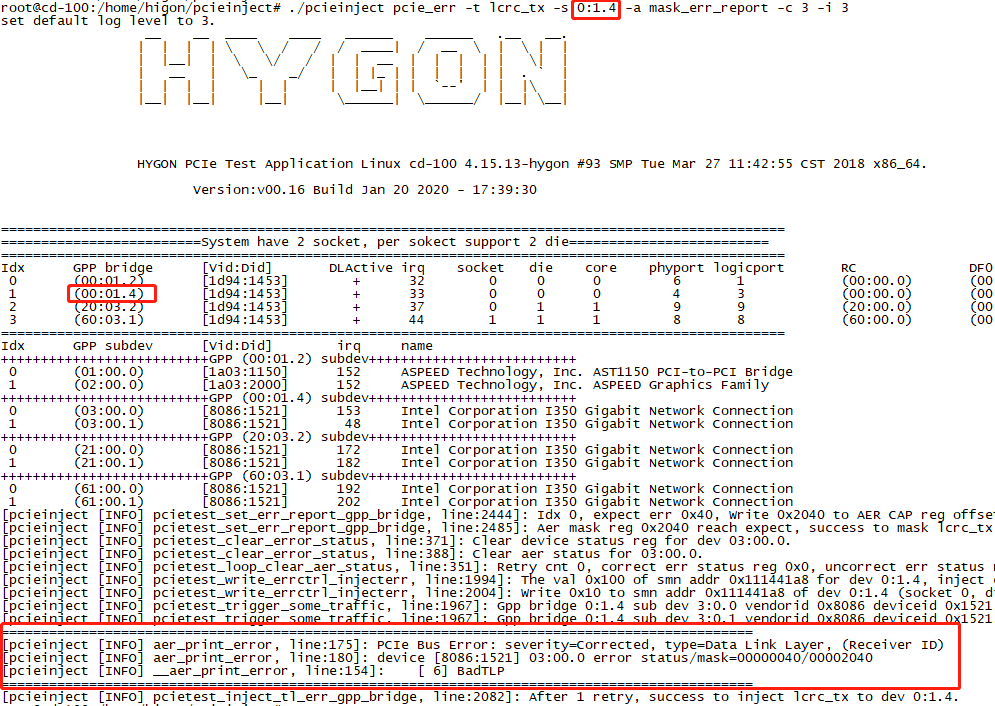 root@cd-100:/home/higon/pcieinject# ./pcieinject pcie_err -t lcrc_tx -s 0:1.4 -a mask_err_report -c 3 -i 3
set default log level to 3.
HYGON
HYGON PCIe Test Application Linux cd-100 4.15.13-hygon #93 SMP Tue Mar 27 11:42:55 CST 2018 x86_64.
Version:v00.16 Build Jan 20 2020 - 17:39:30
=========================System have 2 socket, per sokect support 2 die=========================
Idx GPP bridge [Vid:Did] DLActive irq socket die core phyport logicport RC DF0
0 (00:01.2) [1d94:1453] + 32 0 0 0 6 1 (00:00.0) (00
1 (00:01.4) [1d94:1453] + 33 0 0 0 4 3 (00:00.0) (00
2 (20:03.2) [1d94:1453] + 37 0 1 1 9 9 (20:00.0) (00
3 (60:03.1) [1d94:1453] + 44 1 1 1 8 8 (60:00.0) (00
Idx GPP subdev [Vid:Did] irq name
++++++++++++++++++++++++++GPP (00:01.2) subdev++++++++++++++++++++++++++
0 (01:00.0) [1a03:1150] 152 ASPEED Technology, Inc. AST1150 PCI-to-PCI Bridge
1 (02:00.0) [1a03:2000] 152 ASPEED Technology, Inc. ASPEED Graphics Family
++++++++++++++++++++++++++GPP (00:01.4) subdev++++++++++++++++++++++++++
0 (03:00.0) [8086:1521] 153 Intel Corporation I350 Gigabit Network Connection
1 (03:00.1) [8086:1521] 48 Intel Corporation I350 Gigabit Network Connection
++++++++++++++++++++++++++GPP (20:03.2) subdev++++++++++++++++++++++++++
0 (21:00.0) [8086:1521] 172 Intel Corporation I350 Gigabit Network Connection
1 (21:00.1) [8086:1521] 182 Intel Corporation I350 Gigabit Network Connection
++++++++++++++++++++++++++GPP (60:03.1) subdev++++++++++++++++++++++++++
0 (61:00.0) [8086:1521] 192 Intel Corporation I350 Gigabit Network Connection
1 (61:00.1) [8086:1521] 202 Intel Corporation I350 Gigabit Network Connection
[pcieinject [INFO] pcietest_set_err_report_gpp_bridge, line:2444]: Idx 0, expect err 0x40, Write 0x2040 to AER CAP reg offse
[pcieinject [INFO] pcietest_set_err_report_gpp_bridge, line:2485]: Aer mask reg 0x2040 reach expect, success to mask lcrc_tx
[pcieinject [INFO] pcietest_clear_error_status, line:371]: Clear device status reg for dev 03:00.0.
[pcieinject [INFO] pcietest_clear_error_status, line:388]: Clear aer status for 03:00.0.
[pcieinject [INFO] pcietest_loop_clear_aer_status, line:351]: Retry cnt 0, correct err status reg 0x0, uncorrect err status r
[pcieinject [INFO] pcietest_write_errctrl_injecterr, line:1994]: The val 0x100 of smn addr 0x111441a8 for dev 0:1.4, inject c
[pcieinject [INFO] pcietest_write_errctrl_injecterr, line:2004]: Write 0x10 to smn addr 0x111441a8 of dev 0:1.4 (socket 0, di
[pcieinject [INFO] pcietest_trigger_some_traffic, line:1967]: Gpp bridge 0:1.4 sub dev 3:0.0 vendorid 0x8086 deviceid 0x1521
[pcieinject [INFO] pcietest_trigger_some_traffic, line:1967]: Gpp bridge 0:1.4 sub dev 3:0.1 vendorid 0x8086 deviceid 0x1521
[pcieinject [INFO] aer_print_error, line:175]: PCIe Bus Error: severity=Corrected, type=Data Link Layer, (Receiver ID)
[pcieinject [INFO] aer_print_error, line:180]: device [8086:1521] 03:00.0 error status/mask=00000040/00002040
[pcieinject [INFO] __aer_print_error, line:154]: [ 6] BadTLP
[pcieinject [INFO] pcietest_inject_tl_err_gpp_bridge, line:2082]: After 1 retry, success to inject lcrc_tx to dev 0:1.4.